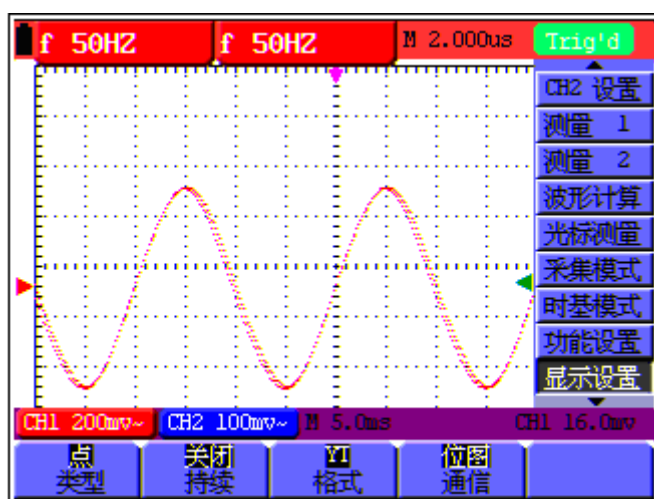 f 50HZ f 50HZ M 2.000us Trig'd
CH2 设置
测量 1
测量 2
波形计算
光标测量
采集模式
时基模式
功能设置
显示设置
CH1 200mv~ CH2 100mv~ M 5.0ms CH1 16.0mv
点 关闭 YT 位图
类型 持续 格式 通信